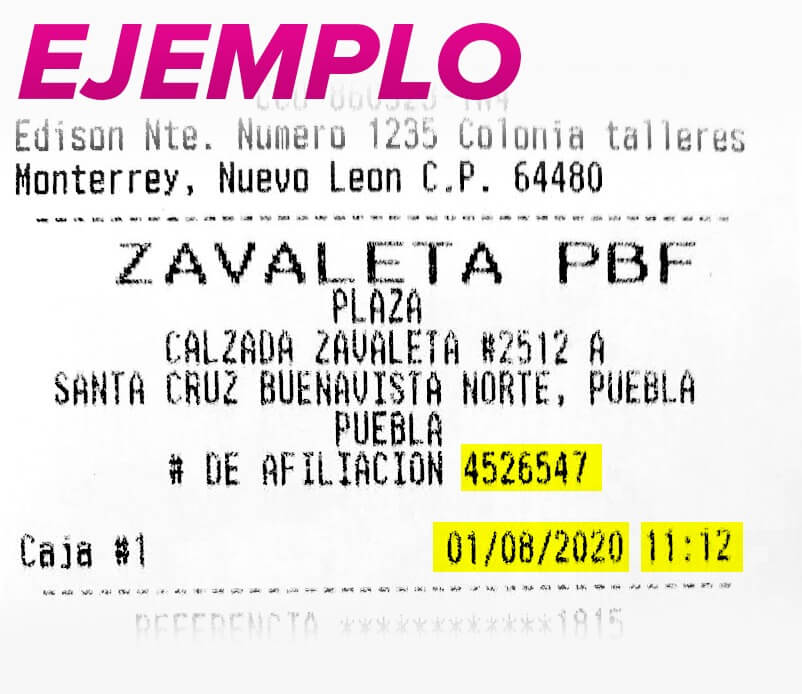 EJEMPLO
Edison Nte. Numero 1235 Colonia talleres
Monterrey, Nuevo Leon C.P. 64480
ZAVALETA PBF
PLAZA
CALZADA ZAVALETA #2512 A
SANTA CRUZ BUENAVISTA NORTE, PUEBLA
PUEBLA
# DE AFILIACION 4526547
Caja #1 01/08/2020 11:12
REFERENCIA ************1815